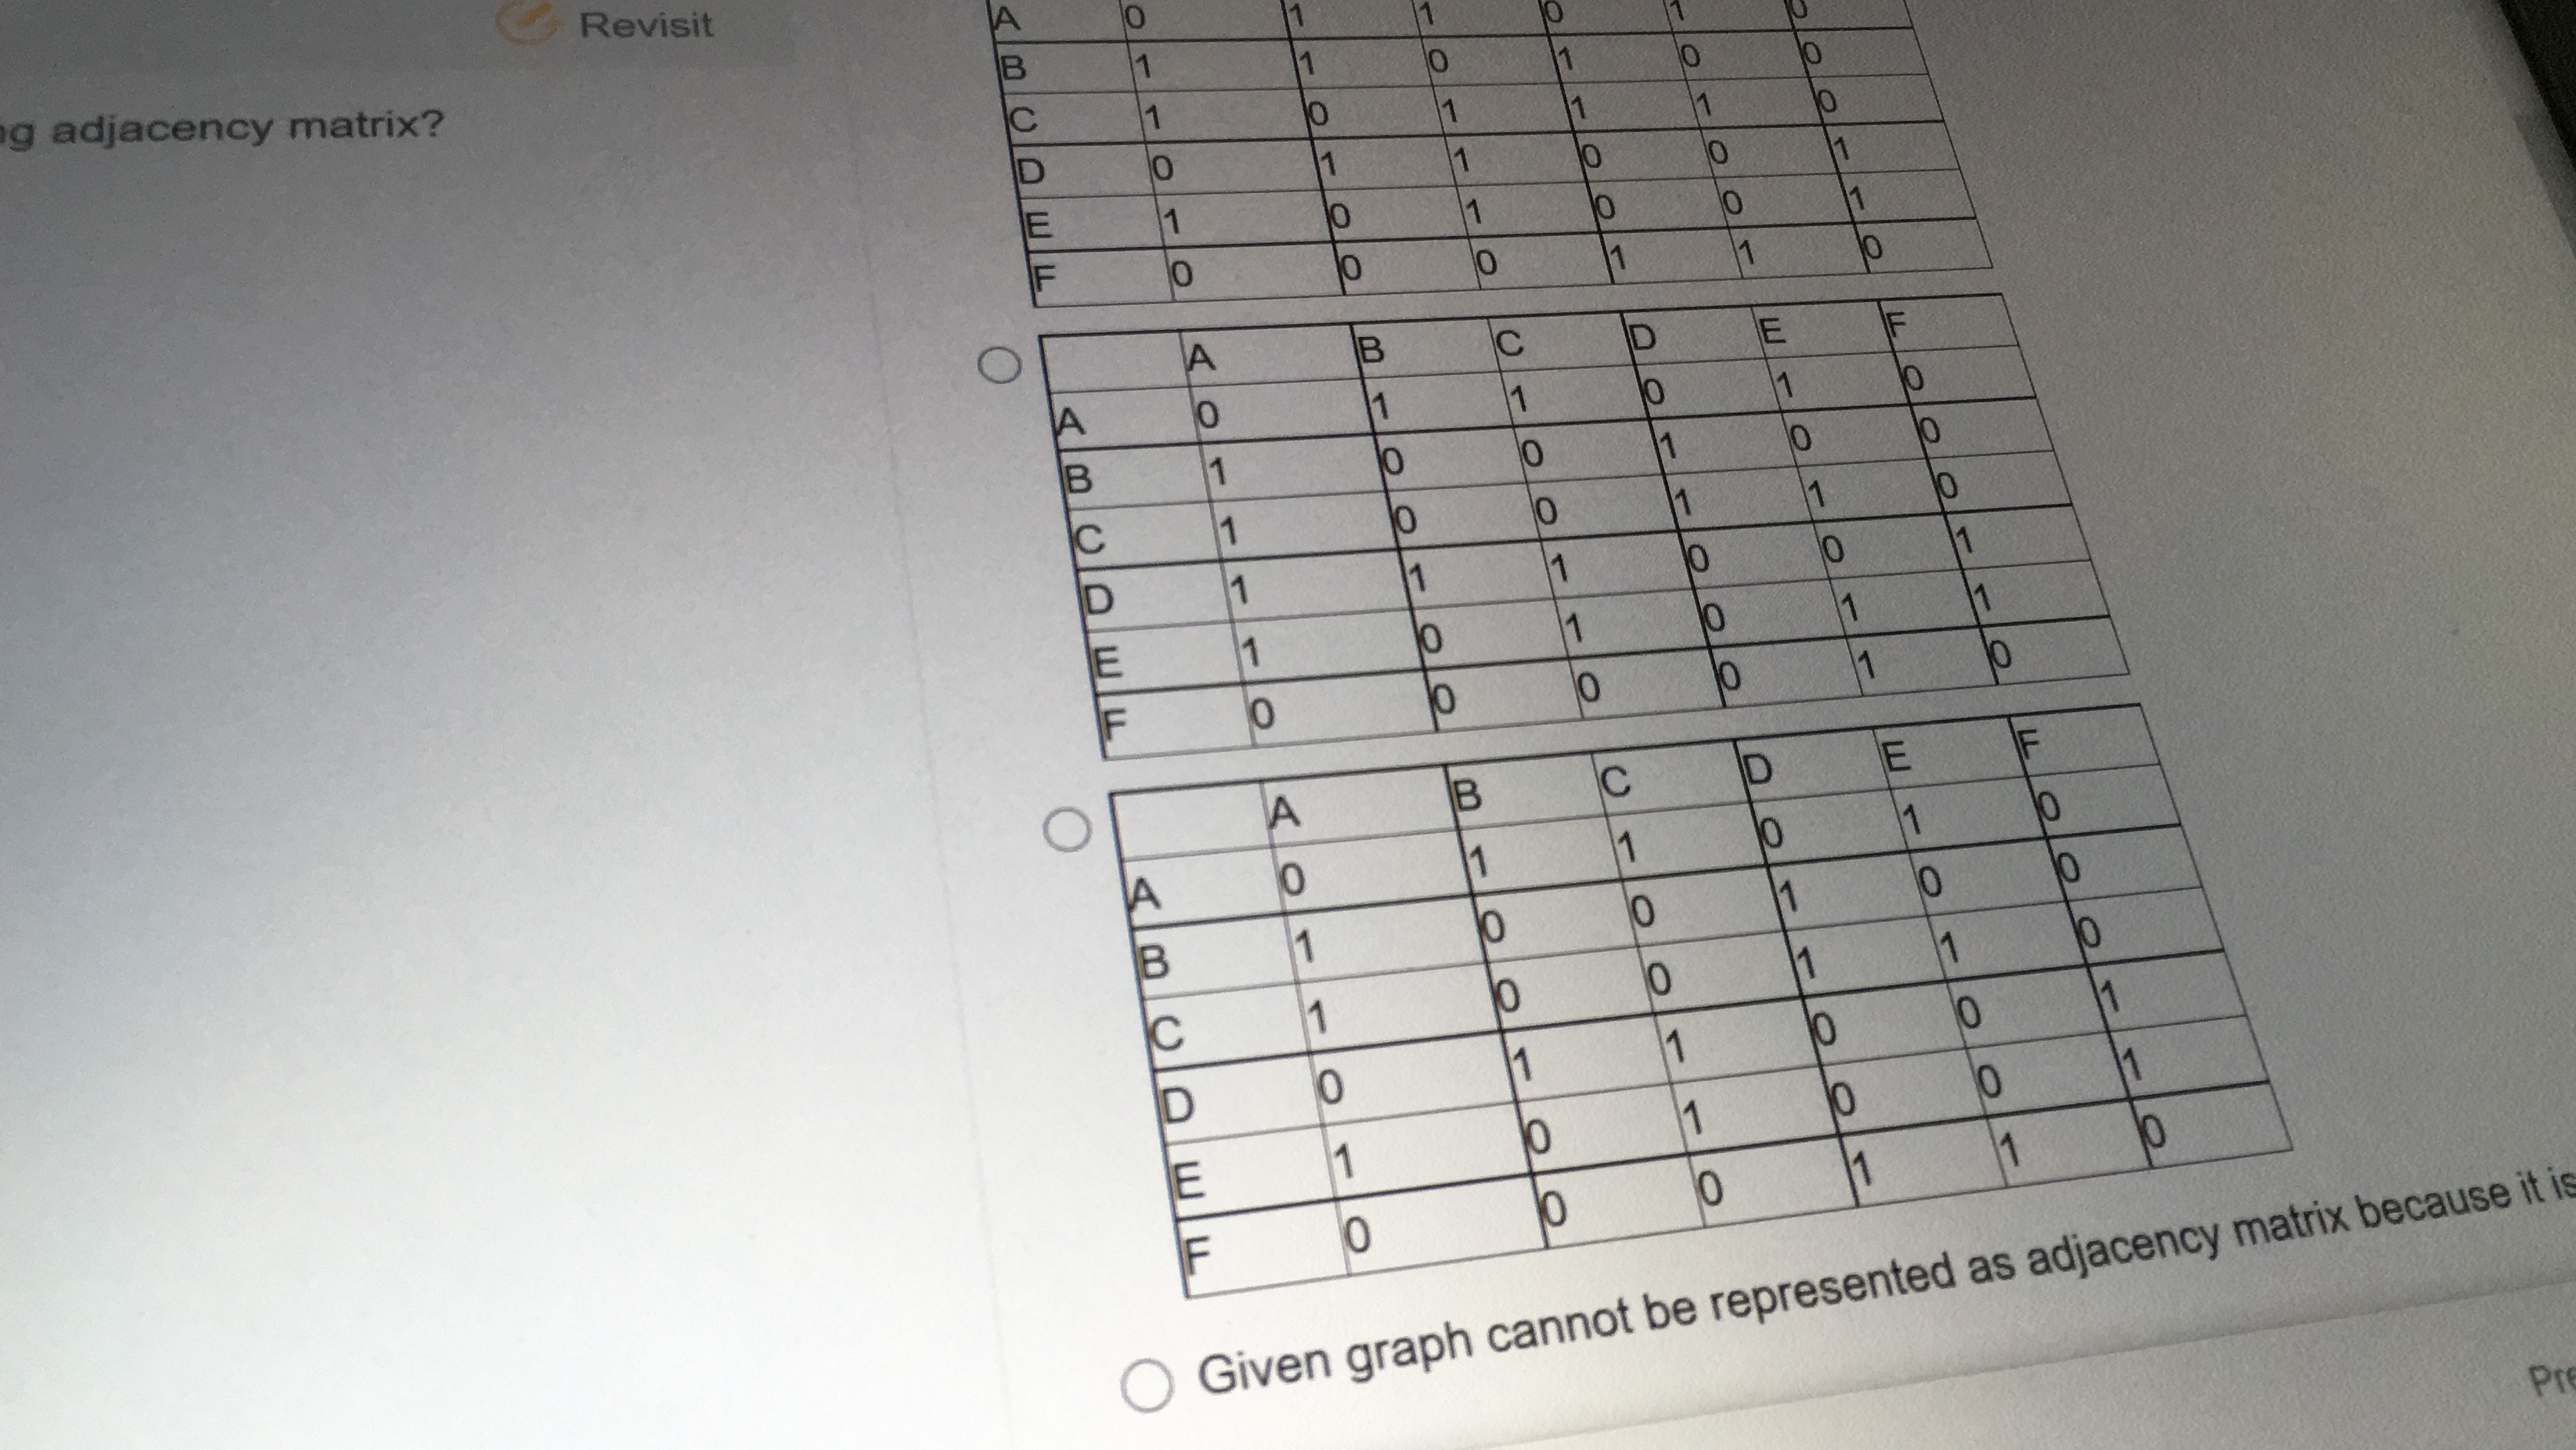 Revisit
adjacency matrix?
A 0 1 1 0 1 0
B 1 1 0 1 0 0
C 1 0 1 1 1 0
D 0 1 1 0 0 1
E 1 0 1 0 0 1
F 0 0 0 1 1 0
A B C D E F
A 0 1 1 0 1 0
B 1 0 0 1 0 0
C 1 0 0 1 1 0
D 1 1 1 0 0 1
E 1 0 1 0 1 1
F 0 0 0 0 1 0
A B C D E F
A 0 1 1 0 1 0
B 1 0 0 1 0 0
C 1 0 0 1 1 0
D 0 1 1 0 0 1
E 1 0 1 0 0 1
F 0 0 0 1 1 0
Given graph cannot be represented as adjacency matrix because it is